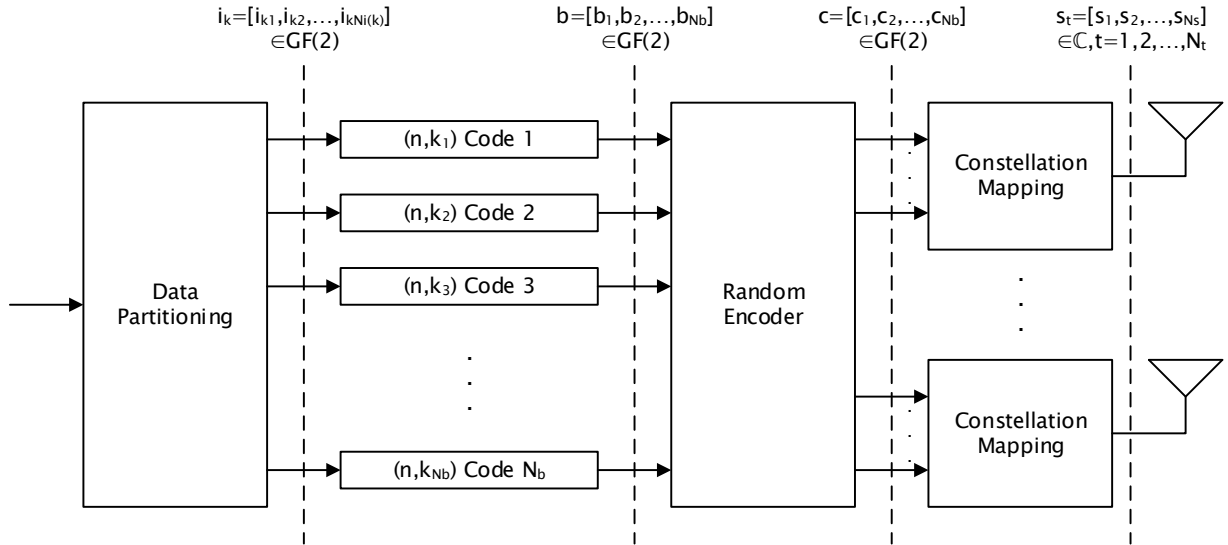 i_k=[i_k1,i_k2,…,i_kNi(k)]
∈GF(2)
b=[b_1,b_2,…,b_Nb]
∈GF(2)
c=[c_1,c_2,…,c_Nb]
∈GF(2)
s_t=[s_1,s_2,…,s_Ns]
∈ℂ,t=1,2,…,N_t
Data
Partitioning
(n,k_1) Code 1
(n,k_2) Code 2
(n,k_3) Code 3
(n,k_Nb) Code N_b
Random
Encoder
Constellation
Mapping
Constellation
Mapping